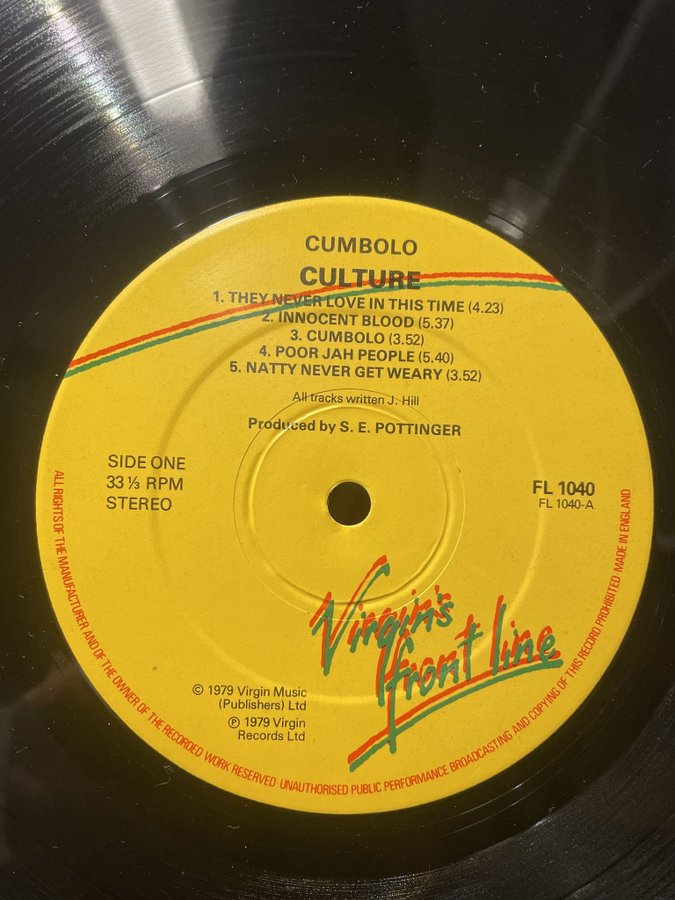 CUMBOLO
CULTURE
1. THEY NEVER LOVE IN THIS TIME (4.23)
2. INNOCENT BLOOD (5.37)
3. CUMBOLO (3.52)
4. POOR JAH PEOPLE (5.40)
5. NATTY NEVER GET WEARY (3.52)
All tracks written J. Hill
Produced by S. E. POTTINGER
SIDE ONE
33⅓ RPM
STEREO
FL 1040
FL 1040-A
Virgin's
front line
© 1979 Virgin Music
(Publishers) Ltd
℗ 1979 Virgin
Records Ltd
ALL RIGHTS OF THE MANUFACTURER AND OF THE OWNER OF THE RECORDED WORK RESERVED · UNAUTHORISED PUBLIC PERFORMANCE BROADCASTING AND COPYING OF THIS RECORD PROHIBITED · MADE IN ENGLAND